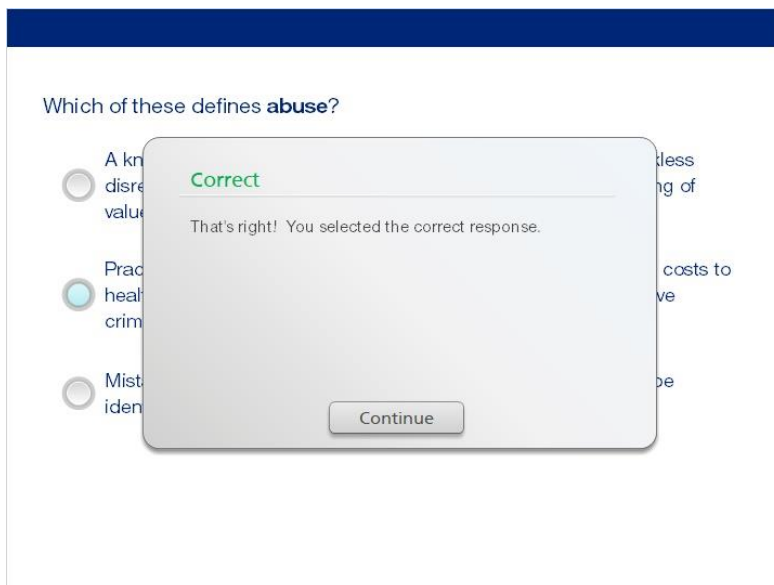 Which of these defines abuse?
A kn
less
disre
ng of
value
Correct
That's right! You selected the correct response.
Prac
costs to
heal
ve
crim
Mist
be
iden
Continue